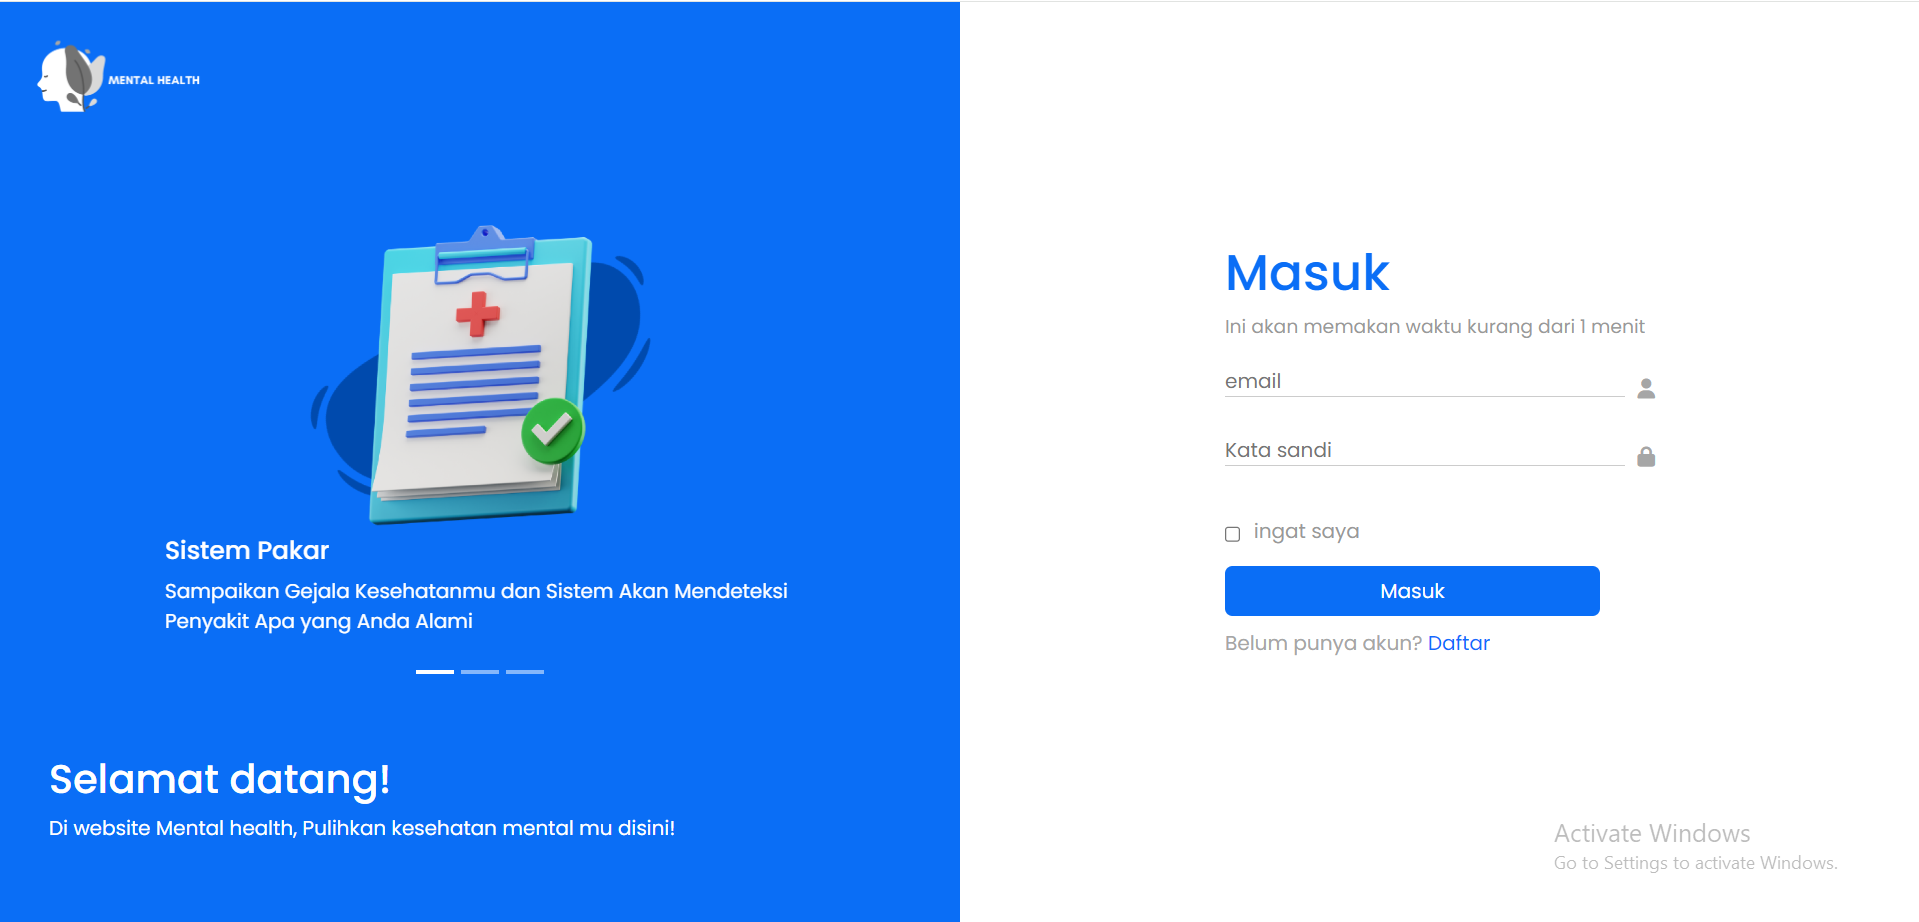 MENTAL HEALTH
Sistem Pakar
Sampaikan Gejala Kesehatanmu dan Sistem Akan Mendeteksi
Penyakit Apa yang Anda Alami
Selamat datang!
Di website Mental health, Pulihkan kesehatan mental mu disini!
Masuk
Ini akan memakan waktu kurang dari 1 menit
email
Kata sandi
ingat saya
Masuk
Belum punya akun? Daftar
Activate Windows
Go to Settings to activate Windows.